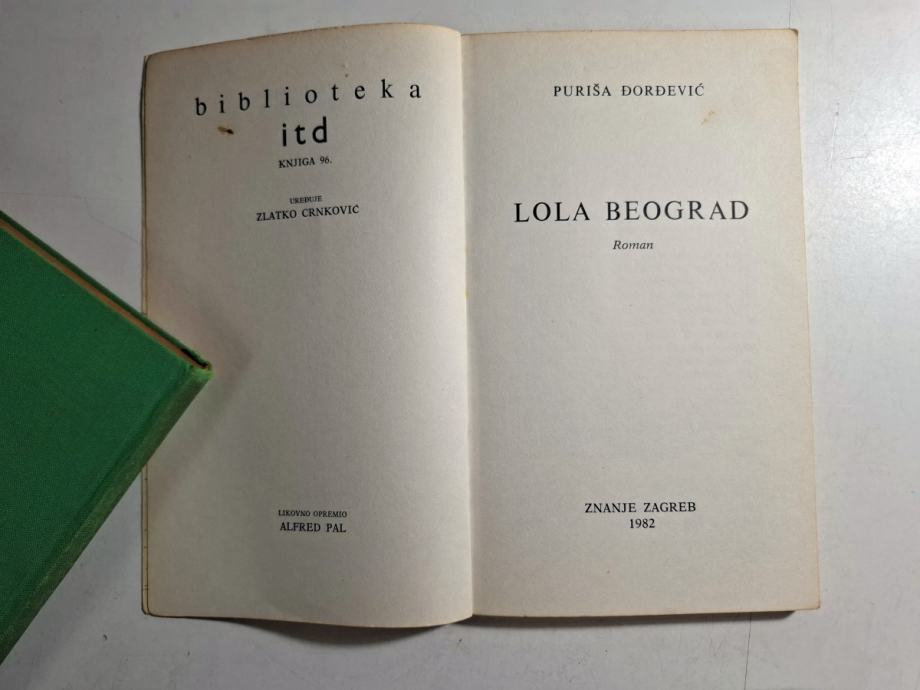 biblioteka
itd
KNJIGA 96.
UREĐUJE
ZLATKO CRNKOVIĆ
LIKOVNO OPREMIO
ALFRED PAL
PURIŠA ĐORĐEVIĆ
LOLA BEOGRAD
Roman
ZNANJE ZAGREB
1982